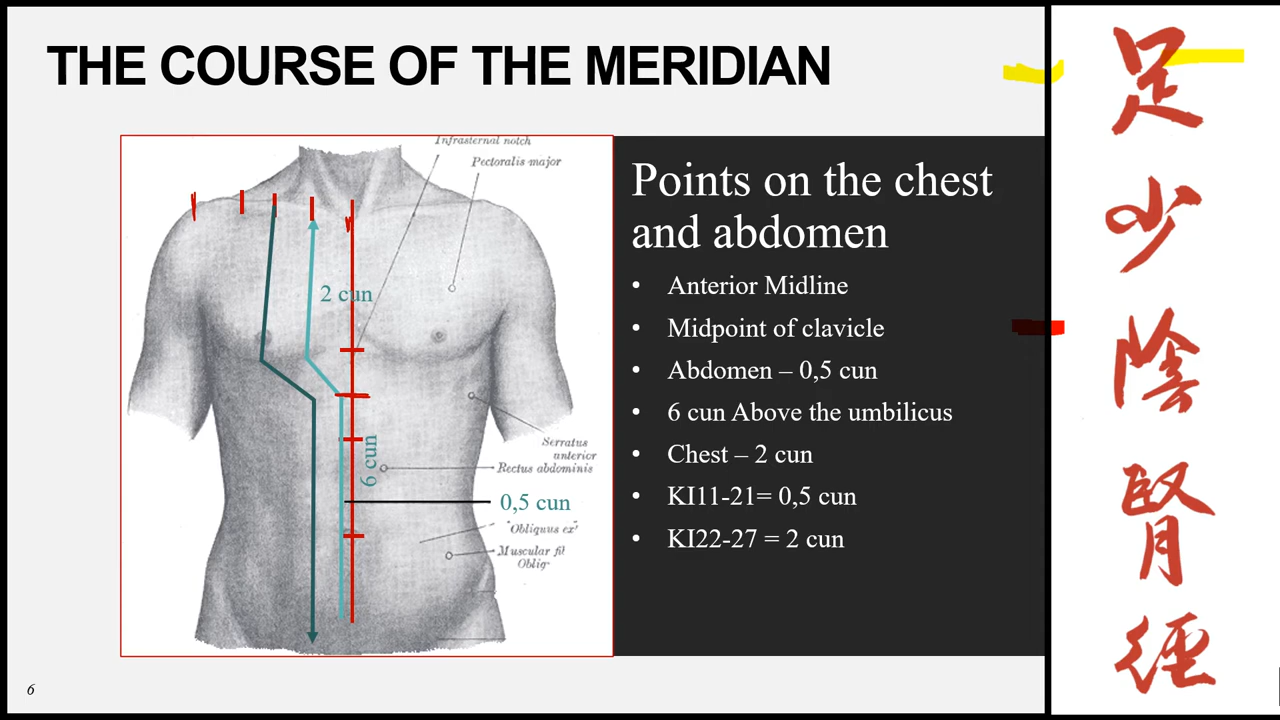 THE COURSE OF THE MERIDIAN
Infrasternal notch
Pectoralis major
2 cun
6 cun
Serratus
anterior
Rectus abdominis
0,5 cun
"Obliquus ex'
Muscular fil
Obliq
Points on the chest
and abdomen
• Anterior Midline
• Midpoint of clavicle
• Abdomen – 0,5 cun
• 6 cun Above the umbilicus
• Chest – 2 cun
• KI11-21= 0,5 cun
• KI22-27 = 2 cun
6
足
少
陰
腎
經